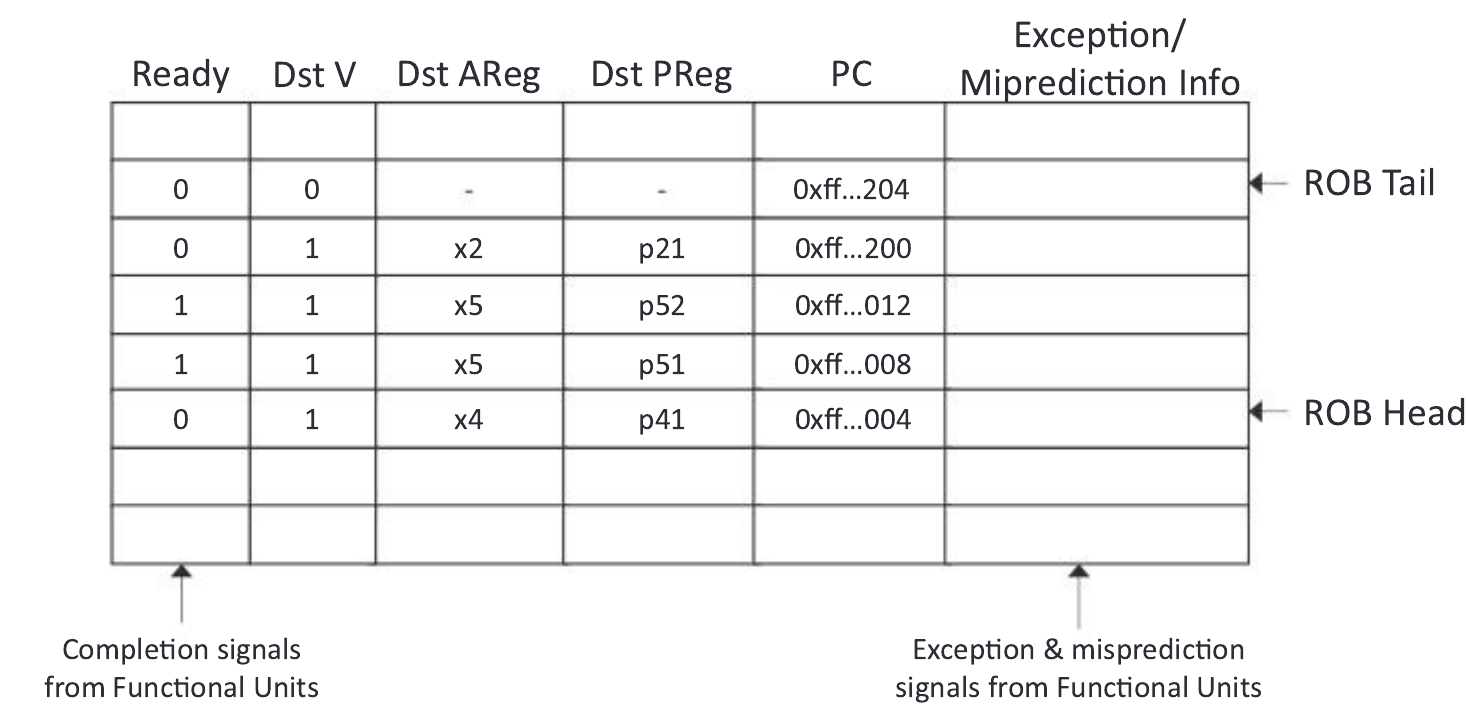 Exception/
Ready Dst V Dst AReg Dst PReg PC Miprediction Info
0 0 - - 0xff...204 ROB Tail
0 1 x2 p21 0xff...200
1 1 x5 p52 0xff...012
1 1 x5 p51 0xff...008
0 1 x4 p41 0xff...004 ROB Head
Completion signals
from Functional Units
Exception & misprediction
signals from Functional Units